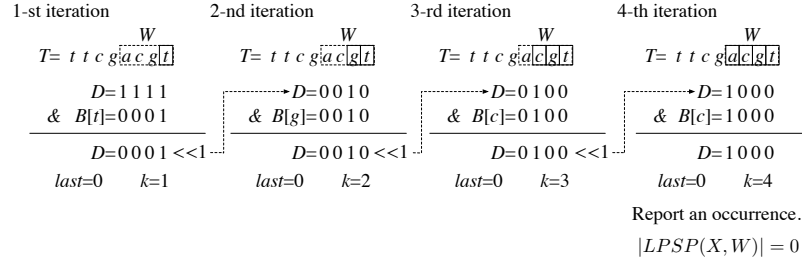 1-st iteration 2-nd iteration 3-rd iteration 4-th iteration
W W W W
T= t t c g a c g t T= t t c g a c g t T= t t c g a c g t T= t t c g a c g t
D=1 1 1 1 D=0 0 1 0 D=0 1 0 0 D=1 0 0 0
& B[t]=0 0 0 1 & B[g]=0 0 1 0 & B[c]=0 1 0 0 & B[c]=1 0 0 0
D=0 0 0 1 <<1 D=0 0 1 0 <<1 D=0 1 0 0 <<1 D=1 0 0 0
last=0 k=1 last=0 k=2 last=0 k=3 last=0 k=4
Report an occurrence.
|LPSP(X, W)| = 0